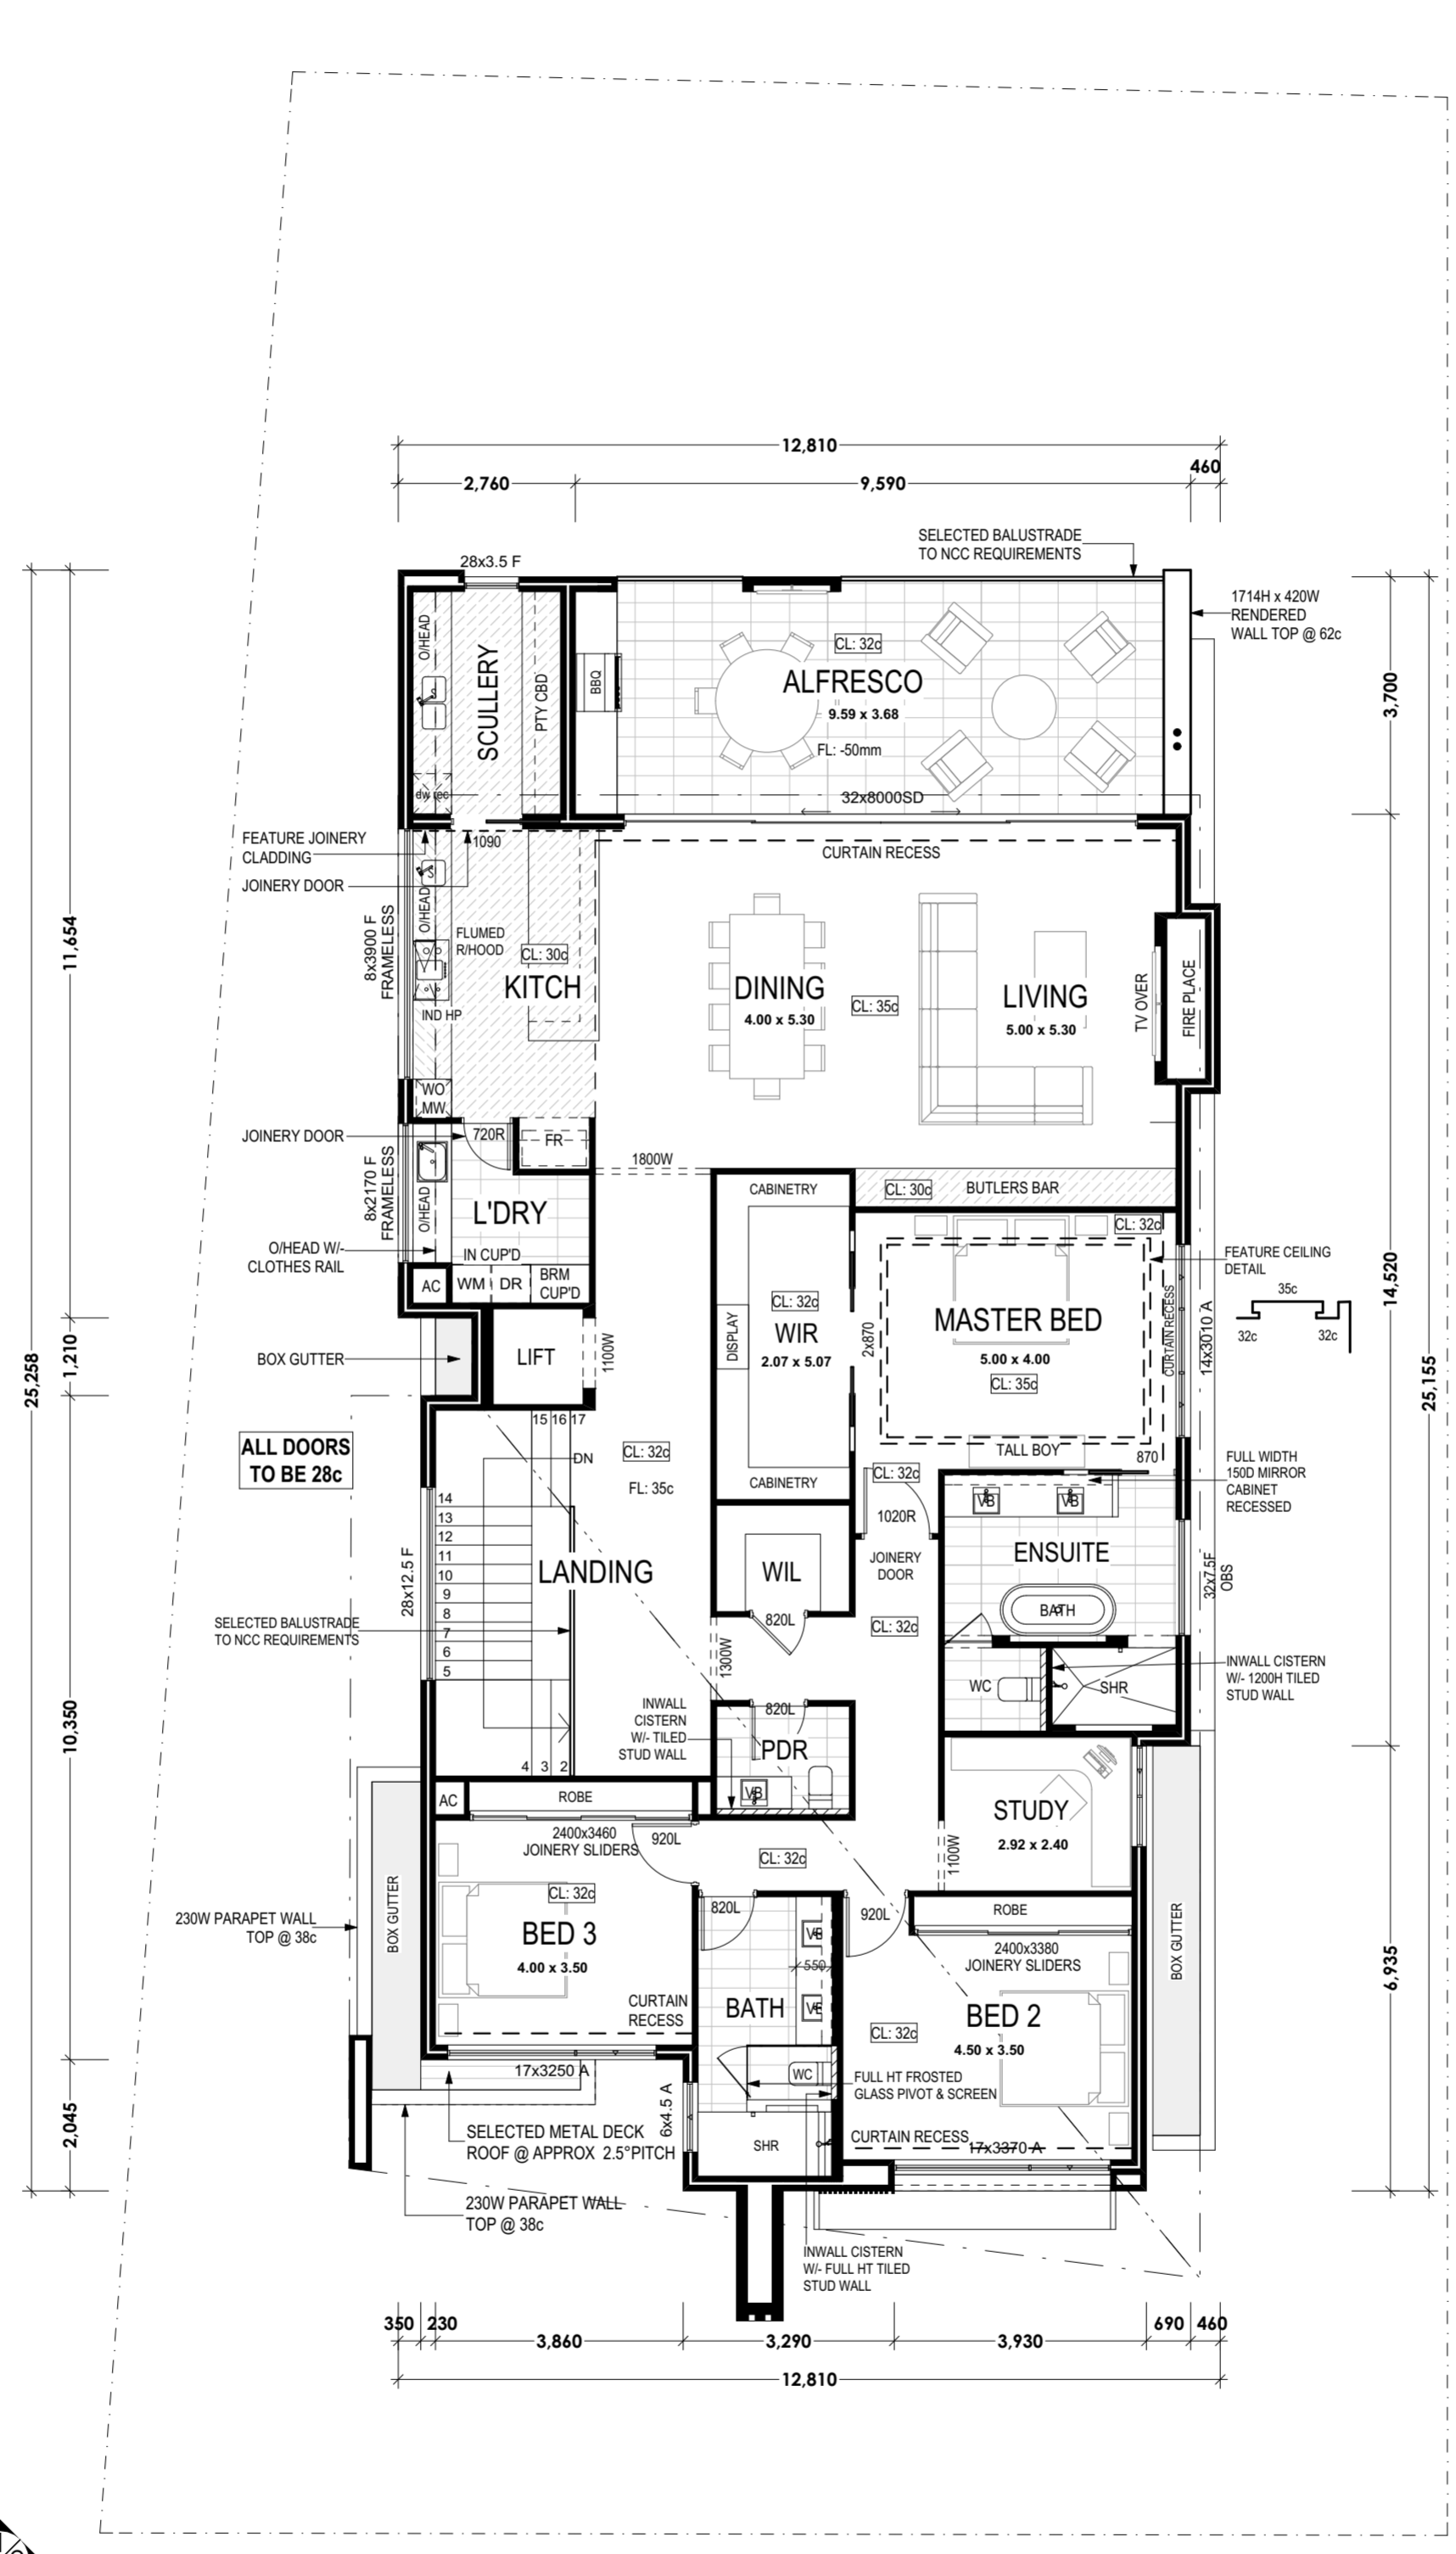 12,810
2,760
9,590
460
SELECTED BALUSTRADE
TO NCC REQUIREMENTS
28x3.5 F
1714H x 420W
RENDERED
WALL TOP @ 62c
O/HEAD
SCULLERY
PTY CBD
BBQ
CL: 32c
ALFRESCO
9.59 x 3.68
FL: -50mm
3,700
dw rec
32x8000SD
FEATURE JOINERY
CLADDING
1090
CURTAIN RECESS
JOINERY DOOR
O/HEAD
8x3900 F
FRAMELESS
FLUMED
R/HOOD
CL: 30c
KITCH
IND HP
DINING
4.00 x 5.30
CL: 35c
LIVING
5.00 x 5.30
TV OVER
FIRE PLACE
11,654
WO
MW
JOINERY DOOR
720R
FR
1800W
8x2170 F
FRAMELESS
O/HEAD
L'DRY
CABINETRY
CL: 30c
BUTLERS BAR
CL: 32c
O/HEAD W/-
CLOTHES RAIL
IN CUP'D
AC
WM
DR
BRM
CUP'D
FEATURE CEILING
DETAIL
35c
32c
32c
14,520
CL: 32c
WIR
2.07 x 5.07
DISPLAY
2x870
MASTER BED
5.00 x 4.00
CL: 35c
CURTAIN RECESS
14x3010 A
BOX GUTTER
LIFT
1100W
1,210
25,258
25,155
ALL DOORS
TO BE 28c
15
16
17
DN
CL: 32c
FL: 35c
CABINETRY
TALL BOY
870
CL: 32c
FULL WIDTH
150D MIRROR
CABINET
RECESSED
14
13
12
11
10
9
8
7
6
5
28x12.5 F
LANDING
WIL
820L
1020R
JOINERY
DOOR
VB
VB
ENSUITE
BATH
32x7.5F
OBS
SELECTED BALUSTRADE
TO NCC REQUIREMENTS
CL: 32c
1300W
INWALL CISTERN
W/- 1200H TILED
STUD WALL
WC
SHR
10,350
INWALL
CISTERN
W/- TILED
STUD WALL
820L
PDR
VB
4
3
2
AC
ROBE
STUDY
2.92 x 2.40
1100W
2400x3460
JOINERY SLIDERS
920L
CL: 32c
CL: 32c
BED 3
4.00 x 3.50
BOX GUTTER
230W PARAPET WALL
TOP @ 38c
820L
VB
550
BATH
VB
920L
ROBE
2400x3380
JOINERY SLIDERS
BED 2
4.50 x 3.50
CL: 32c
BOX GUTTER
6,935
CURTAIN
RECESS
17x3250 A
WC
FULL HT FROSTED
GLASS PIVOT & SCREEN
6x4.5 A
SELECTED METAL DECK
ROOF @ APPROX 2.5°PITCH
SHR
CURTAIN RECESS
17x3370 A
2,045
230W PARAPET WALL
TOP @ 38c
INWALL CISTERN
W/- FULL HT TILED
STUD WALL
350
230
3,860
3,290
3,930
690
460
12,810